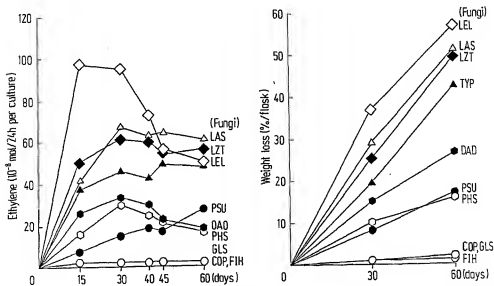 Ethylene (10⁻⁸ mol/24h per culture)
120
100
80
60
40
20
0
15
30
40
45
60 (days)
(Fungi)
LAS
LZT
LEL
PSU
DAD
PHS
GLS
COP,FIH
Weight loss (%/flask)
60
50
40
30
20
10
0
30
60 (days)
(Fungi)
LEL
LAS
LZT
TYP
DAD
PSU
PHS
COP,GLS
FIH